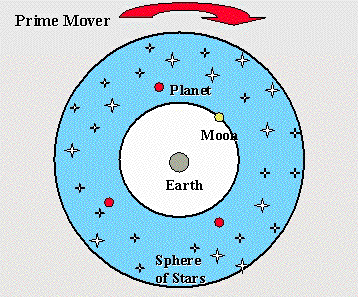 Prime Mover
Planet
Moon
Earth
Sphere
of Stars